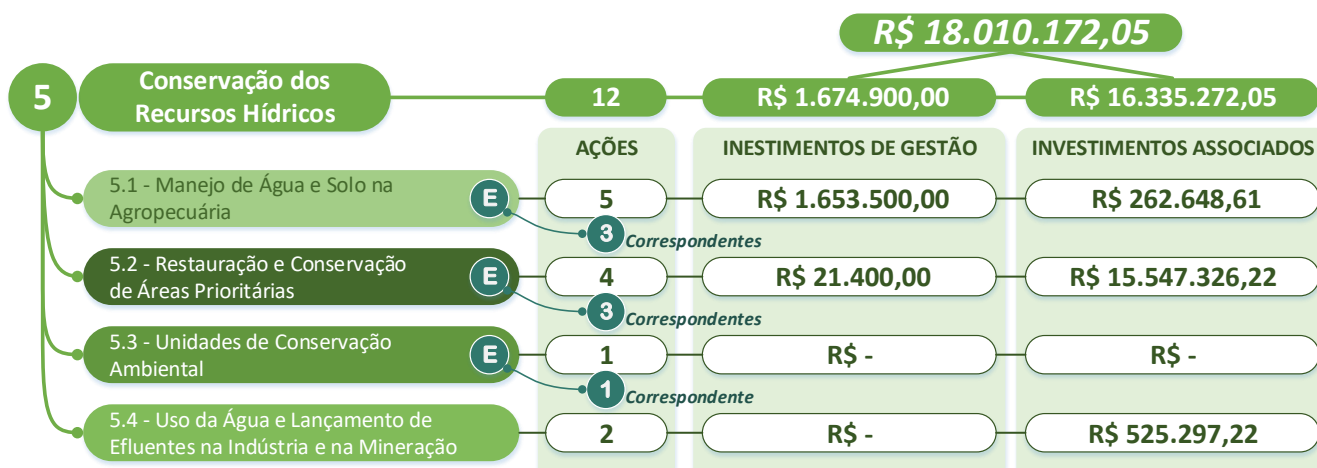 R$ 18.010.172,05
5
Conservação dos
Recursos Hídricos
12
R$ 1.674.900,00
R$ 16.335.272,05
AÇÕES
INESTIMENTOS DE GESTÃO
INVESTIMENTOS ASSOCIADOS
5.1 - Manejo de Água e Solo na
Agropecuária
E
5
R$ 1.653.500,00
R$ 262.648,61
3 Correspondentes
5.2 - Restauração e Conservação
de Áreas Prioritárias
E
4
R$ 21.400,00
R$ 15.547.326,22
3 Correspondentes
5.3 - Unidades de Conservação
Ambiental
E
1
R$ -
R$ -
1 Correspondente
5.4 - Uso da Água e Lançamento de
Efluentes na Indústria e na Mineração
2
R$ -
R$ 525.297,22